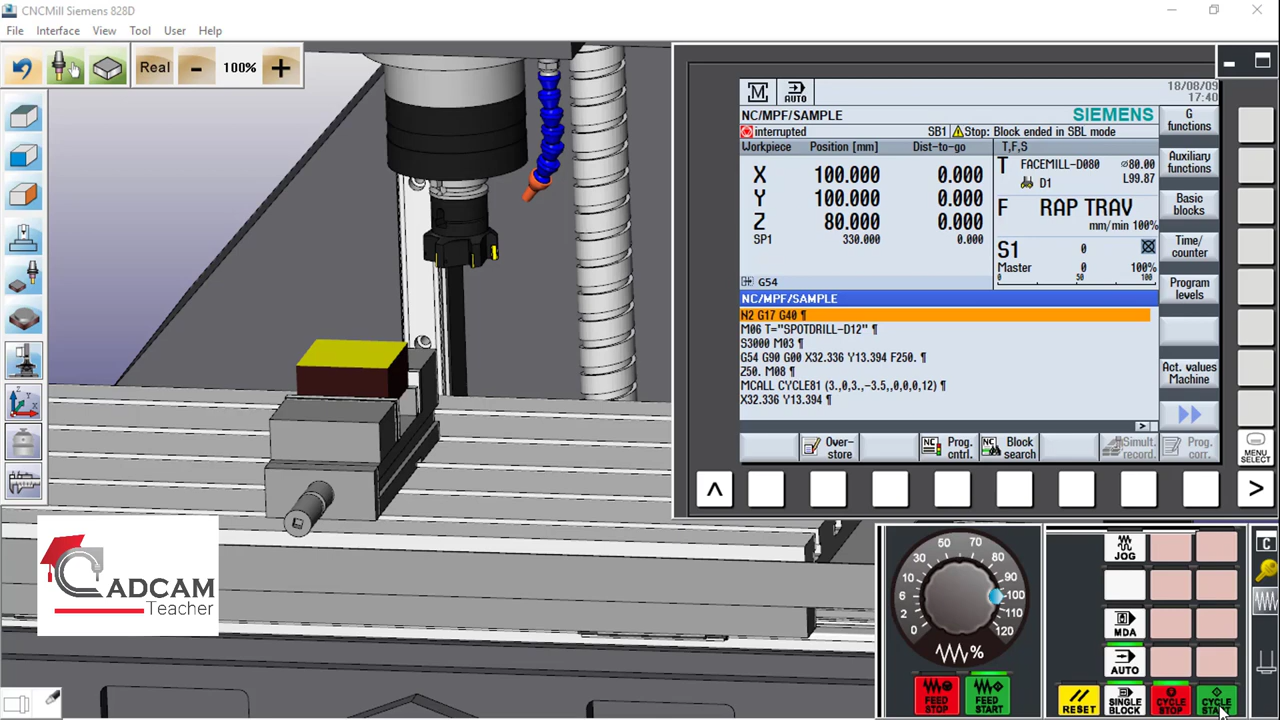 CNCMill Siemens 828D
File Interface View Tool User Help
Real 100%
AUTO
18/08/09
17:40
NC/MPF/SAMPLE
SIEMENS
interrupted
SB1 Stop: Block ended in SBL mode
Workpiece Position [mm] Dist-to-go
T,F,S
X 100.000 0.000
Y 100.000 0.000
Z 80.000 0.000
SP1 330.000 0.000
G54
T FACEMILL-D080 ⌀80.00
D1 L99.87
F RAP TRAV
mm/min 100%
S1 0
Master 0 100%
0 50 100
NC/MPF/SAMPLE
N2 G17 G40 ¶
M06 T="SPOTDRILL-D12" ¶
S3000 M03 ¶
G54 G90 G00 X32.336 Y13.394 F250. ¶
Z50. M08 ¶
MCALL CYCLE81 (3.,0,3.,-3.5,,0,0,0,12) ¶
X32.336 Y13.394 ¶
G
functions
Auxiliary
functions
Basic
blocks
Time/
counter
Program
levels
Act. values
Machine
Over-
store
NC Prog.
cntrl.
NC Block
search
Simult.
record.
Prog.
corr.
MENU
SELECT
0 2 6 10 30 50 70 80 90 100 110 120
%
FEED
STOP
FEED
START
JOG
MDA
AUTO
RESET
SINGLE
BLOCK
CYCLE
STOP
CYCLE
START
C
CADCAM
Teacher